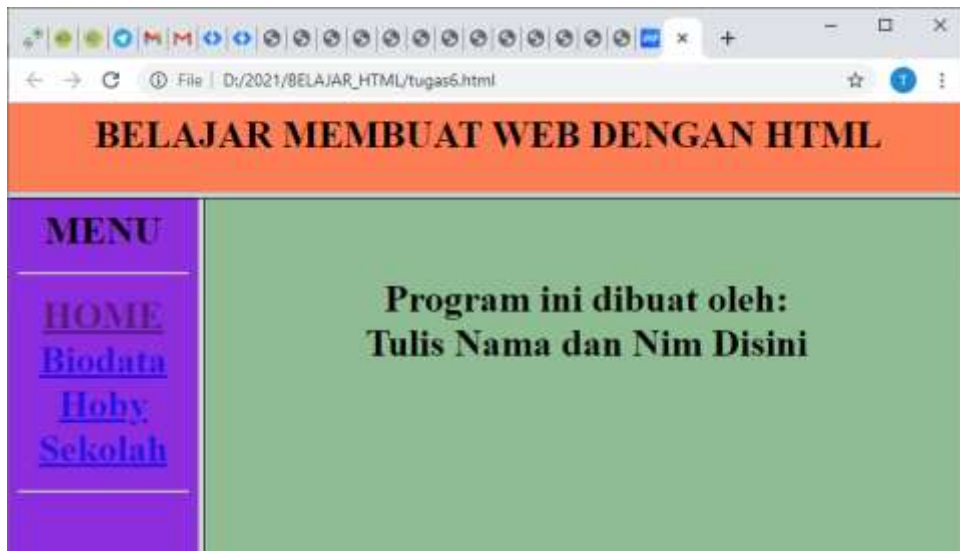 File | D:/2021/BELAJAR_HTML/tugas6.html
T
BELAJAR MEMBUAT WEB DENGAN HTML
MENU
HOME
Biodata
Hoby
Sekolah
Program ini dibuat oleh:
Tulis Nama dan Nim Disini